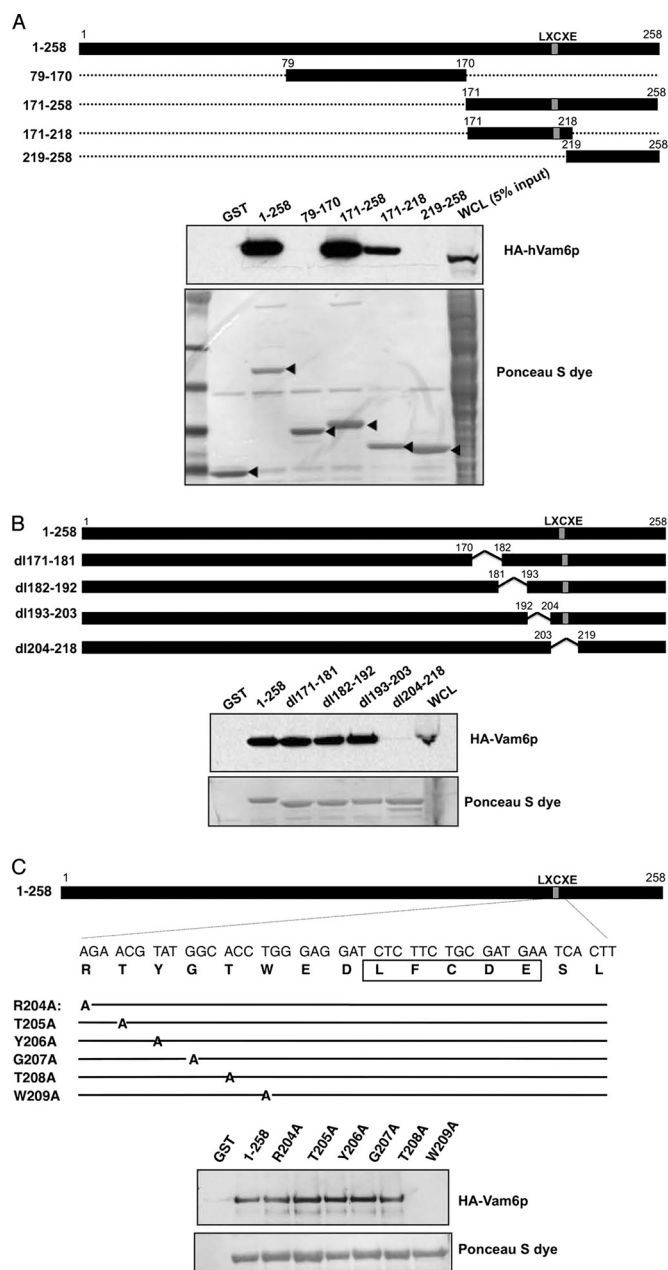 A
1 LXCXE 258
1-258
79 170
79-170
171 258
171-258
171 218
171-218
219 258
219-258
GST 1-258 79-170 171-258 171-218 219-258 WCL (5% input)
HA-hVam6p
Ponceau S dye
B
1 LXCXE 258
1-258
170 182
dl171-181
181 193
dl182-192
192 204
dl193-203
203 219
dl204-218
GST 1-258 dl171-181 dl182-192 dl193-203 dl204-218 WCL
HA-Vam6p
Ponceau S dye
C
1 LXCXE 258
1-258
AGA ACG TAT GGC ACC TGG GAG GAT CTC TTC TGC GAT GAA TCA CTT
R T Y G T W E D L F C D E S L
R204A: A
T205A A
Y206A A
G207A A
T208A A
W209A A
GST 1-258 R204A T205A Y206A G207A T208A W209A
HA-Vam6p
Ponceau S dye